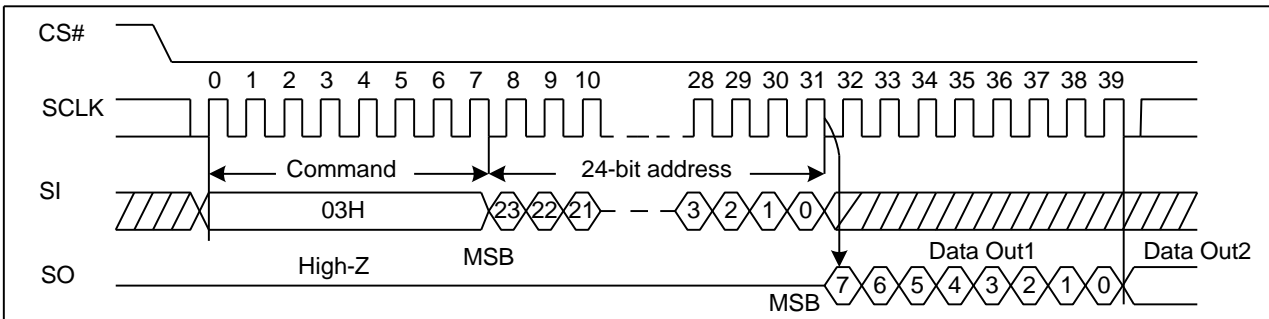 CS#
0 1 2 3 4 5 6 7 8 9 10 28 29 30 31 32 33 34 35 36 37 38 39
SCLK
Command 24-bit address
SI
03H 23 22 21 3 2 1 0
High-Z MSB Data Out1 Data Out2
SO
MSB 7 6 5 4 3 2 1 0